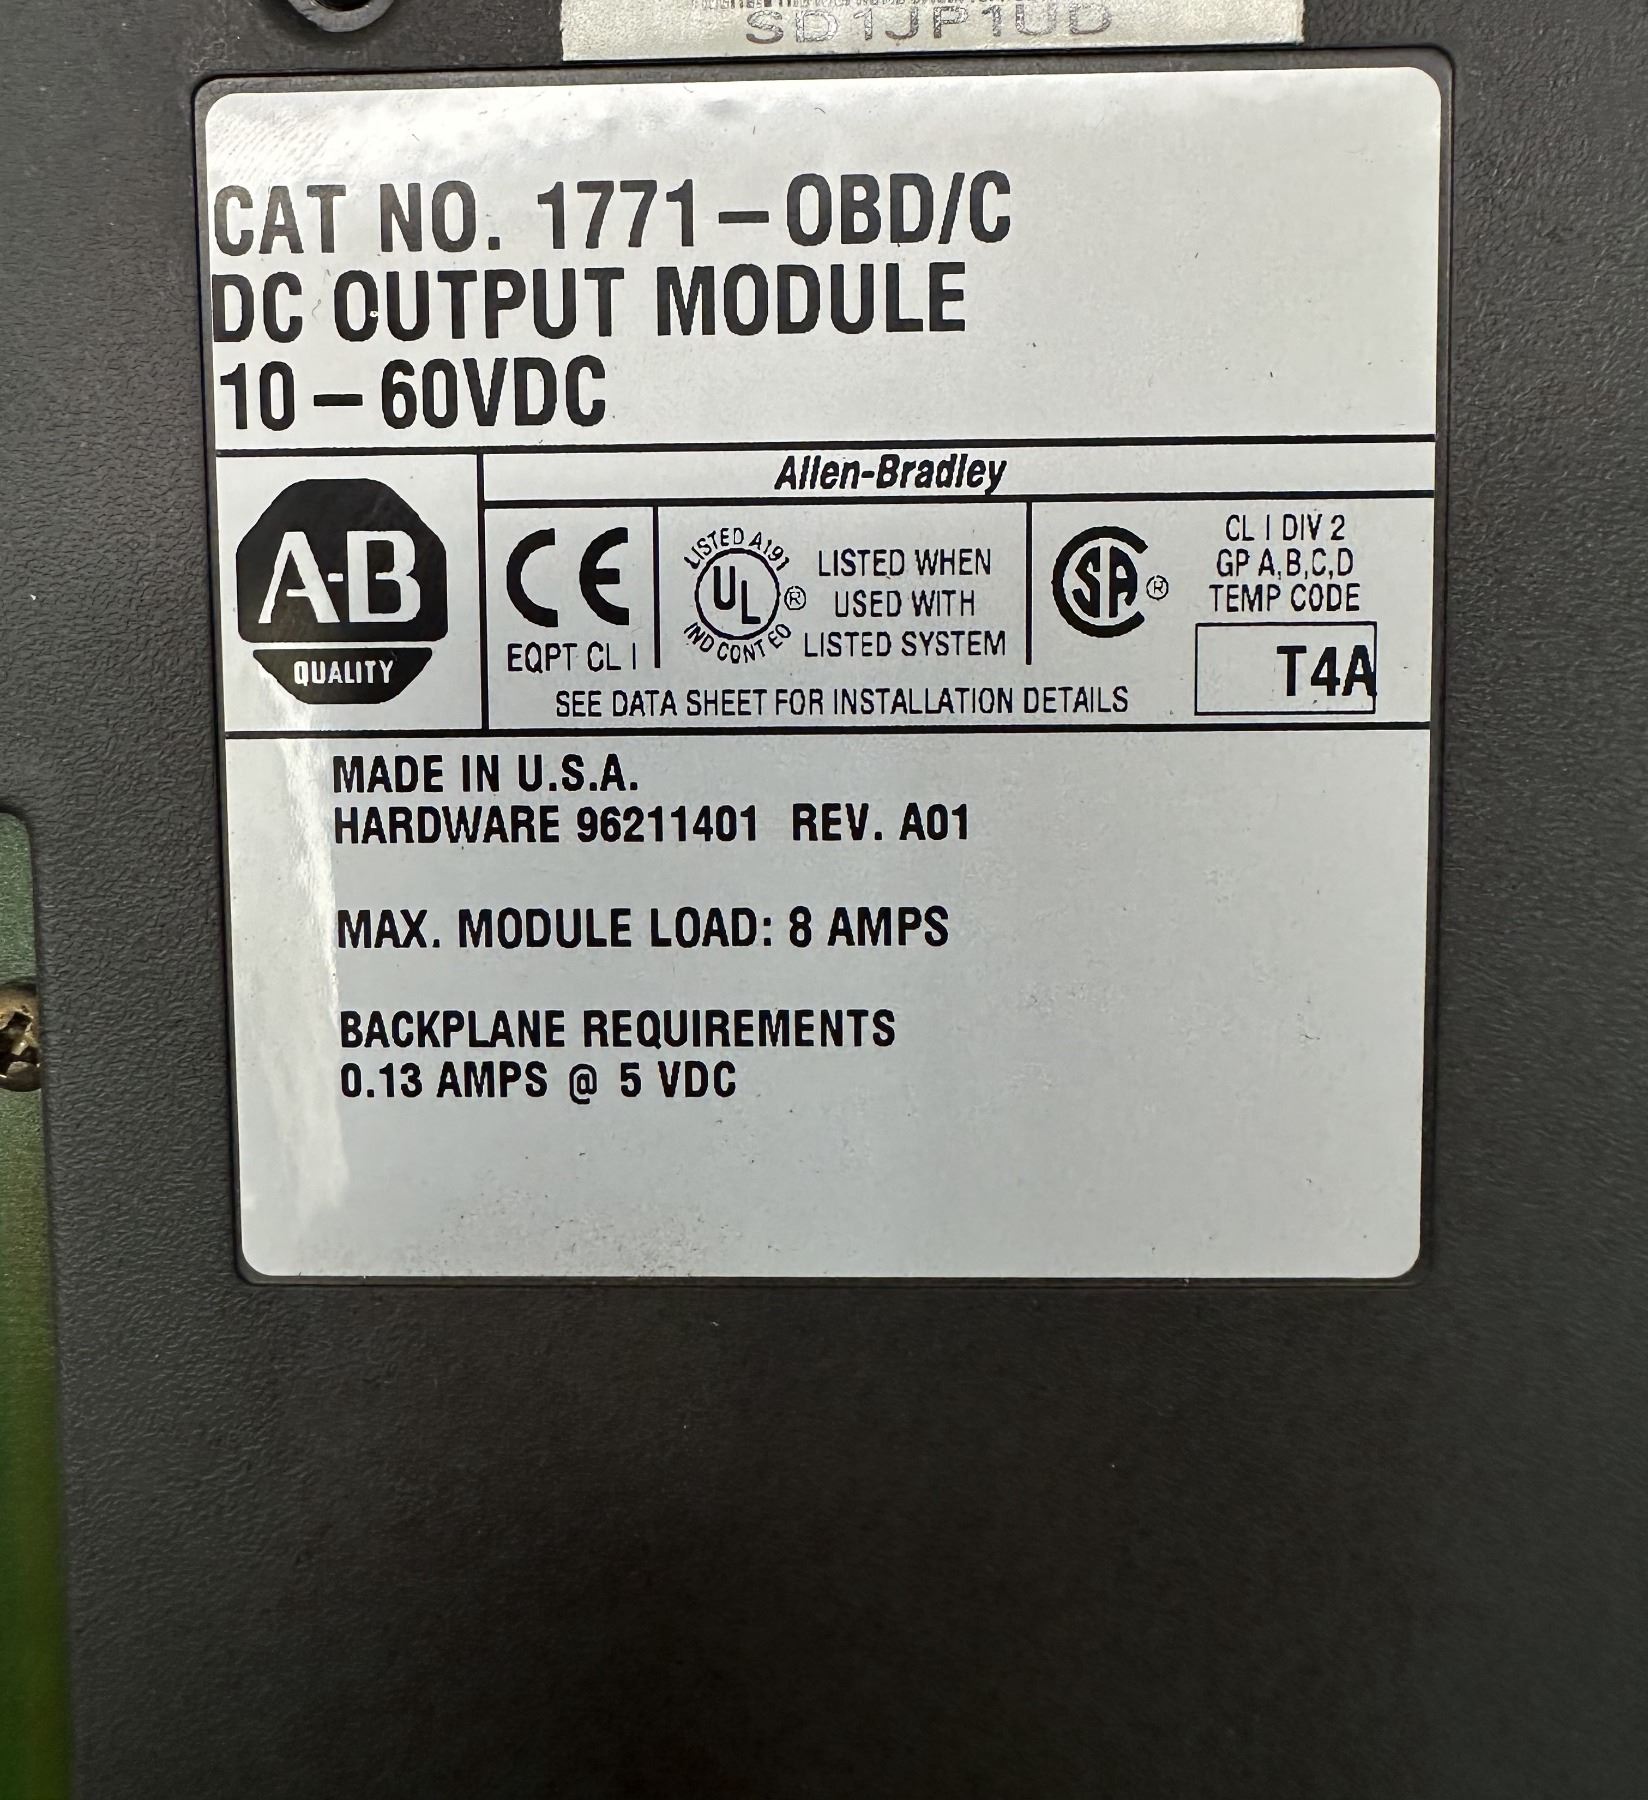 SD1JP1UD
CAT NO. 1771-OBD/C
DC OUTPUT MODULE
10-60VDC
Allen-Bradley
A-B
QUALITY
CE
EQPT CL I
LISTED A191
UL ®
IND CONT EQ
LISTED WHEN
USED WITH
LISTED SYSTEM
SA ®
CL I DIV 2
GP A,B,C,D
TEMP CODE
T4A
SEE DATA SHEET FOR INSTALLATION DETAILS
MADE IN U.S.A.
HARDWARE 96211401 REV. A01
MAX. MODULE LOAD: 8 AMPS
BACKPLANE REQUIREMENTS
0.13 AMPS @ 5 VDC